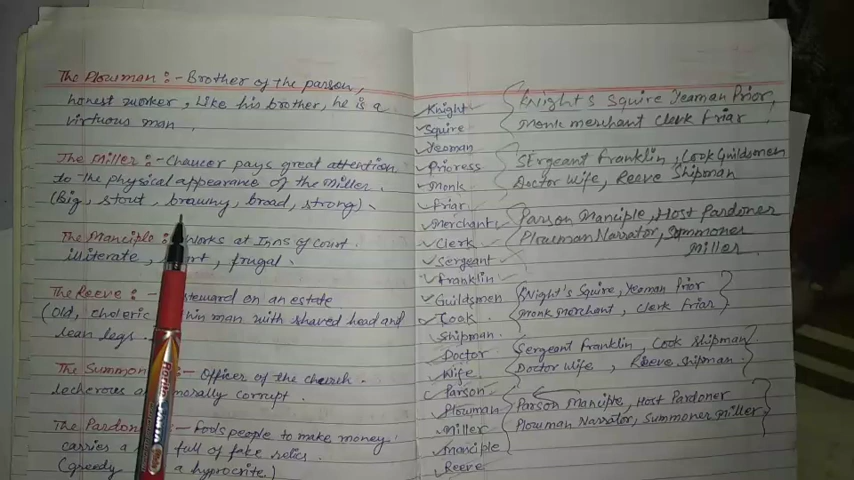 The Plowman :- Brother of the parson,
honest worker, Like his brother, he is a
virtuous man.
The Miller :- Chaucer pays great attention
to the physical appearance of the Miller.
(Big, stout, brawny, broad, strong).
The Manciple : Works at Inns of court.
illiterate, frugal.
The Reeve : steward on an estate
(Old, choleric man with shaved head and
lean legs.
The Summon :- Officer of the church.
lecherous morally corrupt.
The Pardon :- Fools people to make money,
carries a full of fake relics.
(greedy a hyprocrite)
Knight
Squire
Yeoman
Prioress
Monk
Friar
Merchant
Clerk
Sergeant
Franklin
Guildsmen
Cook
Shipman
Doctor
Wife
Parson
Plowman
Miller
Manciple
Reeve
Knight's Squire Yeoman Prior,
Monk merchant Clerk Friar
Sergeant Franklin, Cook Guildsmen
Doctor Wife, Reeve Shipman
Parson Manciple, Host Pardoner
Plowman Narrator, Summoner
Miller.
Knight's Squire, Yeoman Prior
Monk Merchant, Clerk Friar
Sergeant Franklin, Cook Shipman
Doctor Wife, Reeve Shipman.
Parson Manciple, Host Pardoner
Plowman Narrator, Summoner Miller